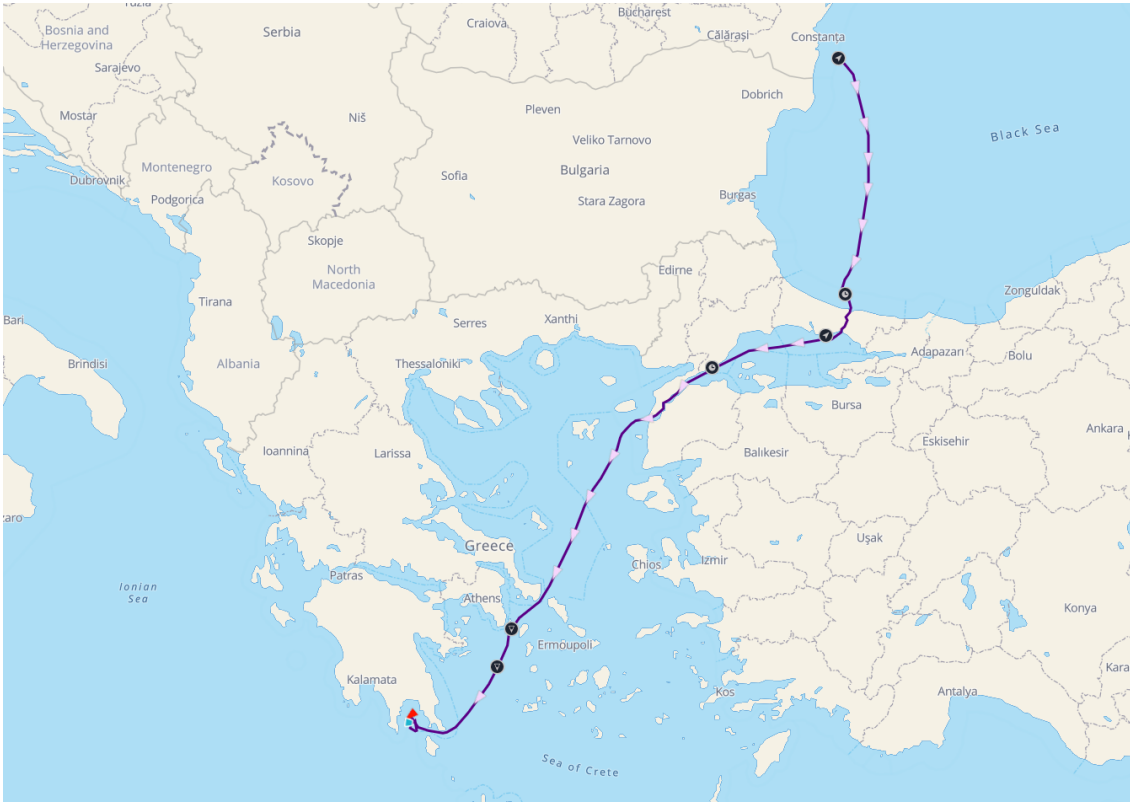 Tuzla
Bucharest
Craiova
Bosnia and
Herzegovina
Serbia
Călărași
Constanța
Sarajevo
Dobrich
Pleven
Mostar
Niš
Black Sea
Veliko Tarnovo
Montenegro
Bulgaria
Sofia
Kosovo
Dubrovnik
Burgas
Podgorica
Stara Zagora
Skopje
Edirne
North
Macedonia
Zonguldak
Tirana
Bari
Xanthi
Serres
Adapazarı
Bolu
Brindisi
Albania
Thessaloniki
Bursa
Ankara
Eskisehir
Ioannina
Larissa
Balıkesir
zaro
Uşak
Greece
Chios
Izmir
Patras
Ionian
Sea
Athens
Konya
Ermoupoli
Kara
Kalamata
Kos
Antalya
Sea of Crete